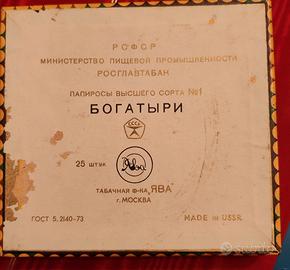 РСФСР
МИНИСТЕРСТВО ПИЩЕВОЙ ПРОМЫШЛЕННОСТИ
РОСГЛАВТАБАК
ПАПИРОСЫ ВЫСШЕГО СОРТА №1
БОГАТЫРИ
СССР
25 ШТУК
Ява
ТАБАЧНАЯ Ф-КА „ЯВА"
г. МОСКВА
ГОСТ 5.2140-73
MADE IN USSR
subito